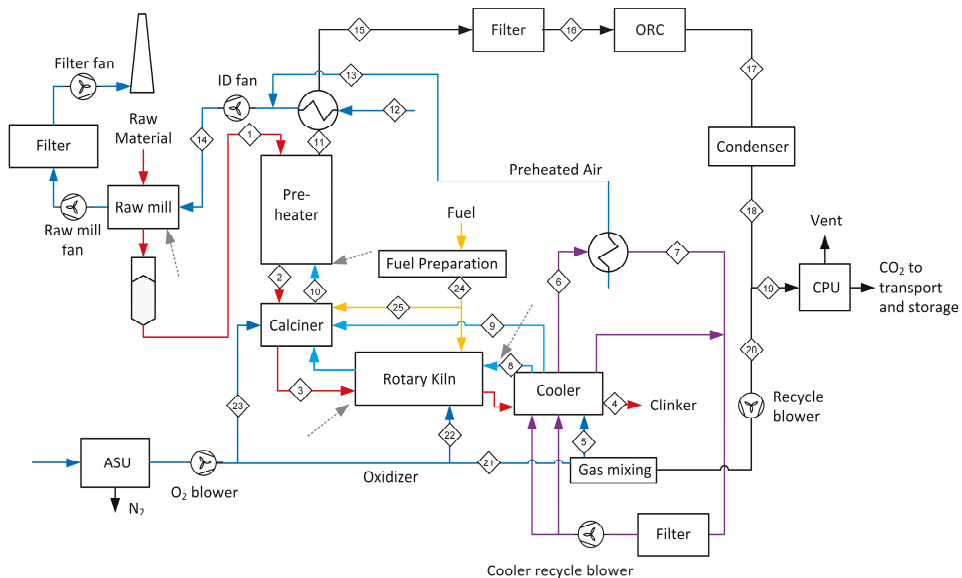 15
Filter
16
ORC
Filter fan
ID fan
13
17
12
Raw
Material
1
14
11
Filter
Condenser
Pre-
heater
Preheated Air
Raw mill
Raw mill
fan
Fuel
18
Vent
6
7
Fuel Preparation
2
10
24
19
CPU
CO2 to
transport
and storage
25
9
Calciner
20
8
Rotary Kiln
Cooler
3
4
Clinker
Recycle
blower
23
22
5
ASU
21
Gas mixing
O2 blower
Oxidizer
N2
Filter
Cooler recycle blower